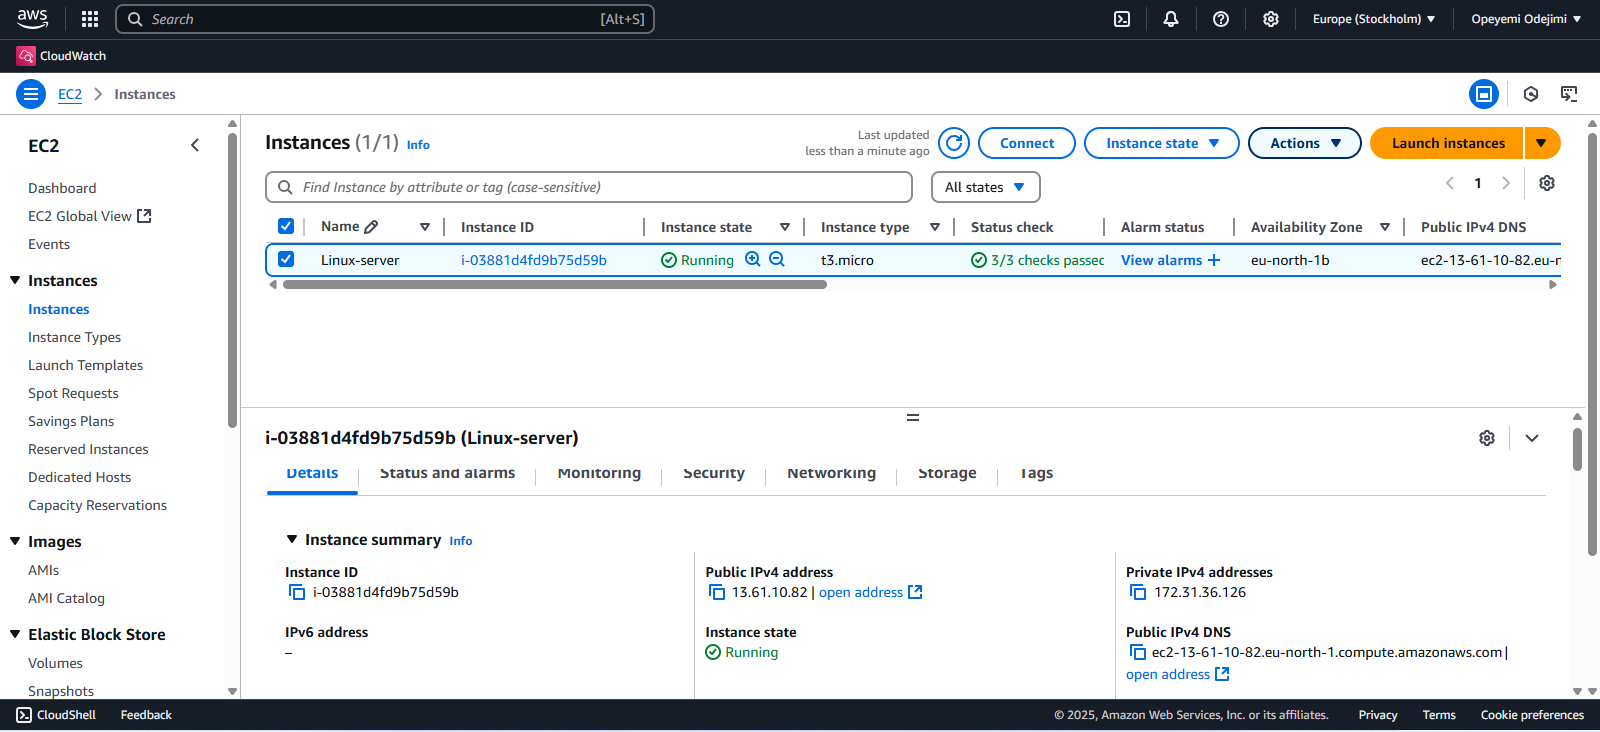 aws
Search [Alt+S]
Europe (Stockholm)
Opeyemi Odejimi
CloudWatch
EC2 Instances
EC2
Dashboard
EC2 Global View
Events
Instances
Instances
Instance Types
Launch Templates
Spot Requests
Savings Plans
Reserved Instances
Dedicated Hosts
Capacity Reservations
Images
AMIs
AMI Catalog
Elastic Block Store
Volumes
Snapshots
Instances (1/1) Info
Last updated
less than a minute ago
Connect
Instance state
Actions
Launch instances
Find Instance by attribute or tag (case-sensitive)
All states
1
Name Instance ID Instance state Instance type Status check Alarm status Availability Zone Public IPv4 DNS
Linux-server i-03881d4fd9b75d59b Running t3.micro 3/3 checks passec View alarms + eu-north-1b ec2-13-61-10-82.eu-n
i-03881d4fd9b75d59b (Linux-server)
Details Status and alarms Monitoring Security Networking Storage Tags
Instance summary Info
Instance ID
i-03881d4fd9b75d59b
Public IPv4 address
13.61.10.82 | open address
Private IPv4 addresses
172.31.36.126
IPv6 address
–
Instance state
Running
Public IPv4 DNS
ec2-13-61-10-82.eu-north-1.compute.amazonaws.com |
open address
CloudShell Feedback
© 2025, Amazon Web Services, Inc. or its affiliates. Privacy Terms Cookie preferences